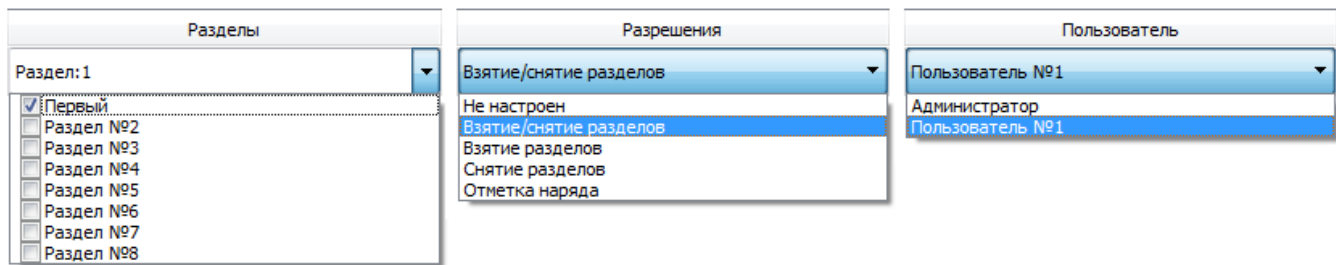 Разделы
Раздел:1
Первый
Раздел №2
Раздел №3
Раздел №4
Раздел №5
Раздел №6
Раздел №7
Раздел №8
Разрешения
Взятие/снятие разделов
Не настроен
Взятие/снятие разделов
Взятие разделов
Снятие разделов
Отметка наряда
Пользователь
Пользователь №1
Администратор
Пользователь №1